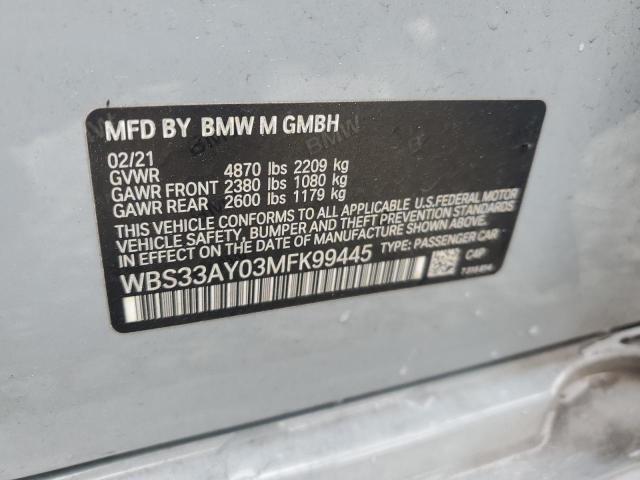 MFD BY BMW M GMBH
02/21
GVWR 4870 lbs 2209 kg
GAWR FRONT 2380 lbs 1080 kg
GAWR REAR 2600 lbs 1179 kg
THIS VEHICLE CONFORMS TO ALL APPLICABLE U.S.FEDERAL MOTOR
VEHICLE SAFETY, BUMPER AND THEFT PREVENTION STANDARDS
IN EFFECT ON THE DATE OF MANUFACTURE SHOWN ABOVE.
WBS33AY03MFK99445 TYPE: PASSENGER CAR
C4P